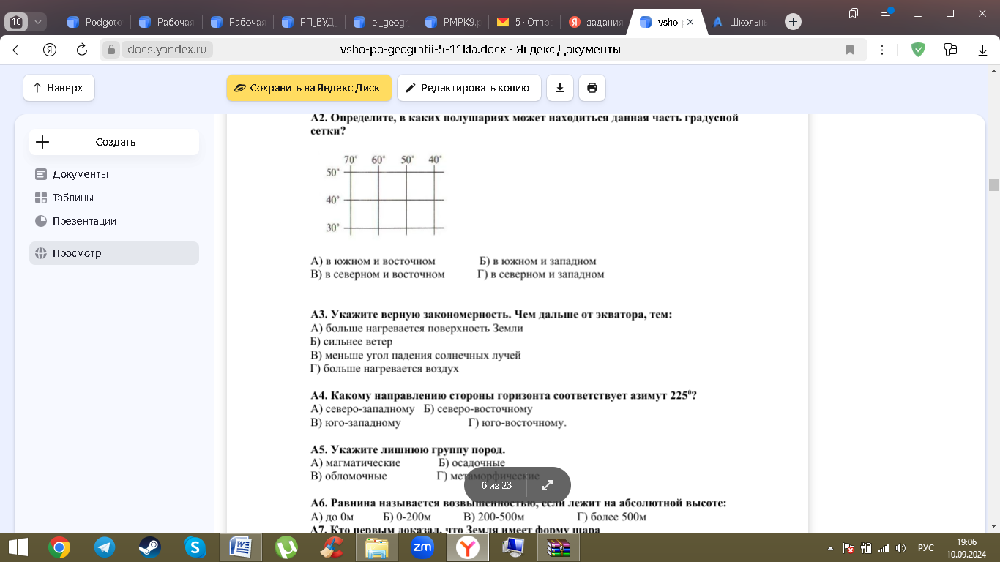 10 Podgoto Рабочая Рабочая РП_ВУД_ el_geogr РМРК9.p 5 · Отпра задания vsho- Школьнь
docs.yandex.ru vsho-po-geografii-5-11kla.docx - Яндекс Документы
Наверх Сохранить на Яндекс Диск Редактировать копию
Создать
Документы
Таблицы
Презентации
Просмотр
А2. Определите, в каких полушариях может находиться данная часть градусной
сетки?
70° 60° 50° 40°
50°
40°
30°
А) в южном и восточном Б) в южном и западном
В) в северном и восточном Г) в северном и западном
А3. Укажите верную закономерность. Чем дальше от экватора, тем:
А) больше нагревается поверхность Земли
Б) сильнее ветер
В) меньше угол падения солнечных лучей
Г) больше нагревается воздух
А4. Какому направлению стороны горизонта соответствует азимут 225⁰?
А) северо-западному Б) северо-восточному
В) юго-западному Г) юго-восточному.
А5. Укажите лишнюю группу пород.
А) магматические Б) осадочные
В) обломочные Г) метаморфические
6 из 23
А6. Равнина называется возвышенностью, если лежит на абсолютной высоте:
А) до 0м Б) 0-200м В) 200-500м Г) более 500м
А7. Кто первым доказал, что Земля имеет форму шара
zm РУС 19:06
10.09.2024